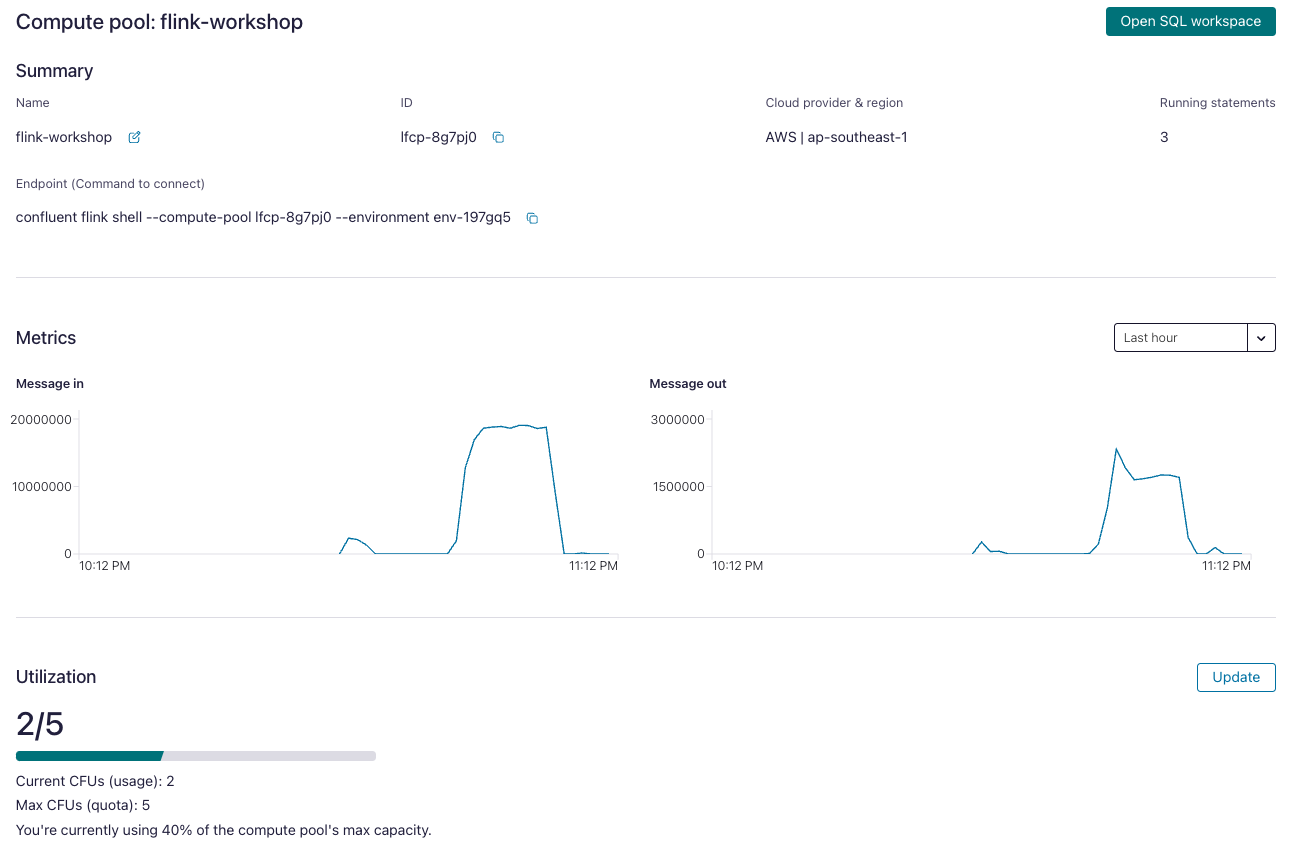 Compute pool: flink-workshop
Open SQL workspace
Summary
Name
ID
Cloud provider & region
Running statements
flink-workshop
lfcp-8g7pj0
AWS | ap-southeast-1
3
Endpoint (Command to connect)
confluent flink shell --compute-pool lfcp-8g7pj0 --environment env-197gq5
Metrics
Last hour
Message in
20000000
10000000
0
10:12 PM
11:12 PM
Message out
3000000
1500000
0
10:12 PM
11:12 PM
Utilization
Update
2/5
Current CFUs (usage): 2
Max CFUs (quota): 5
You're currently using 40% of the compute pool's max capacity.